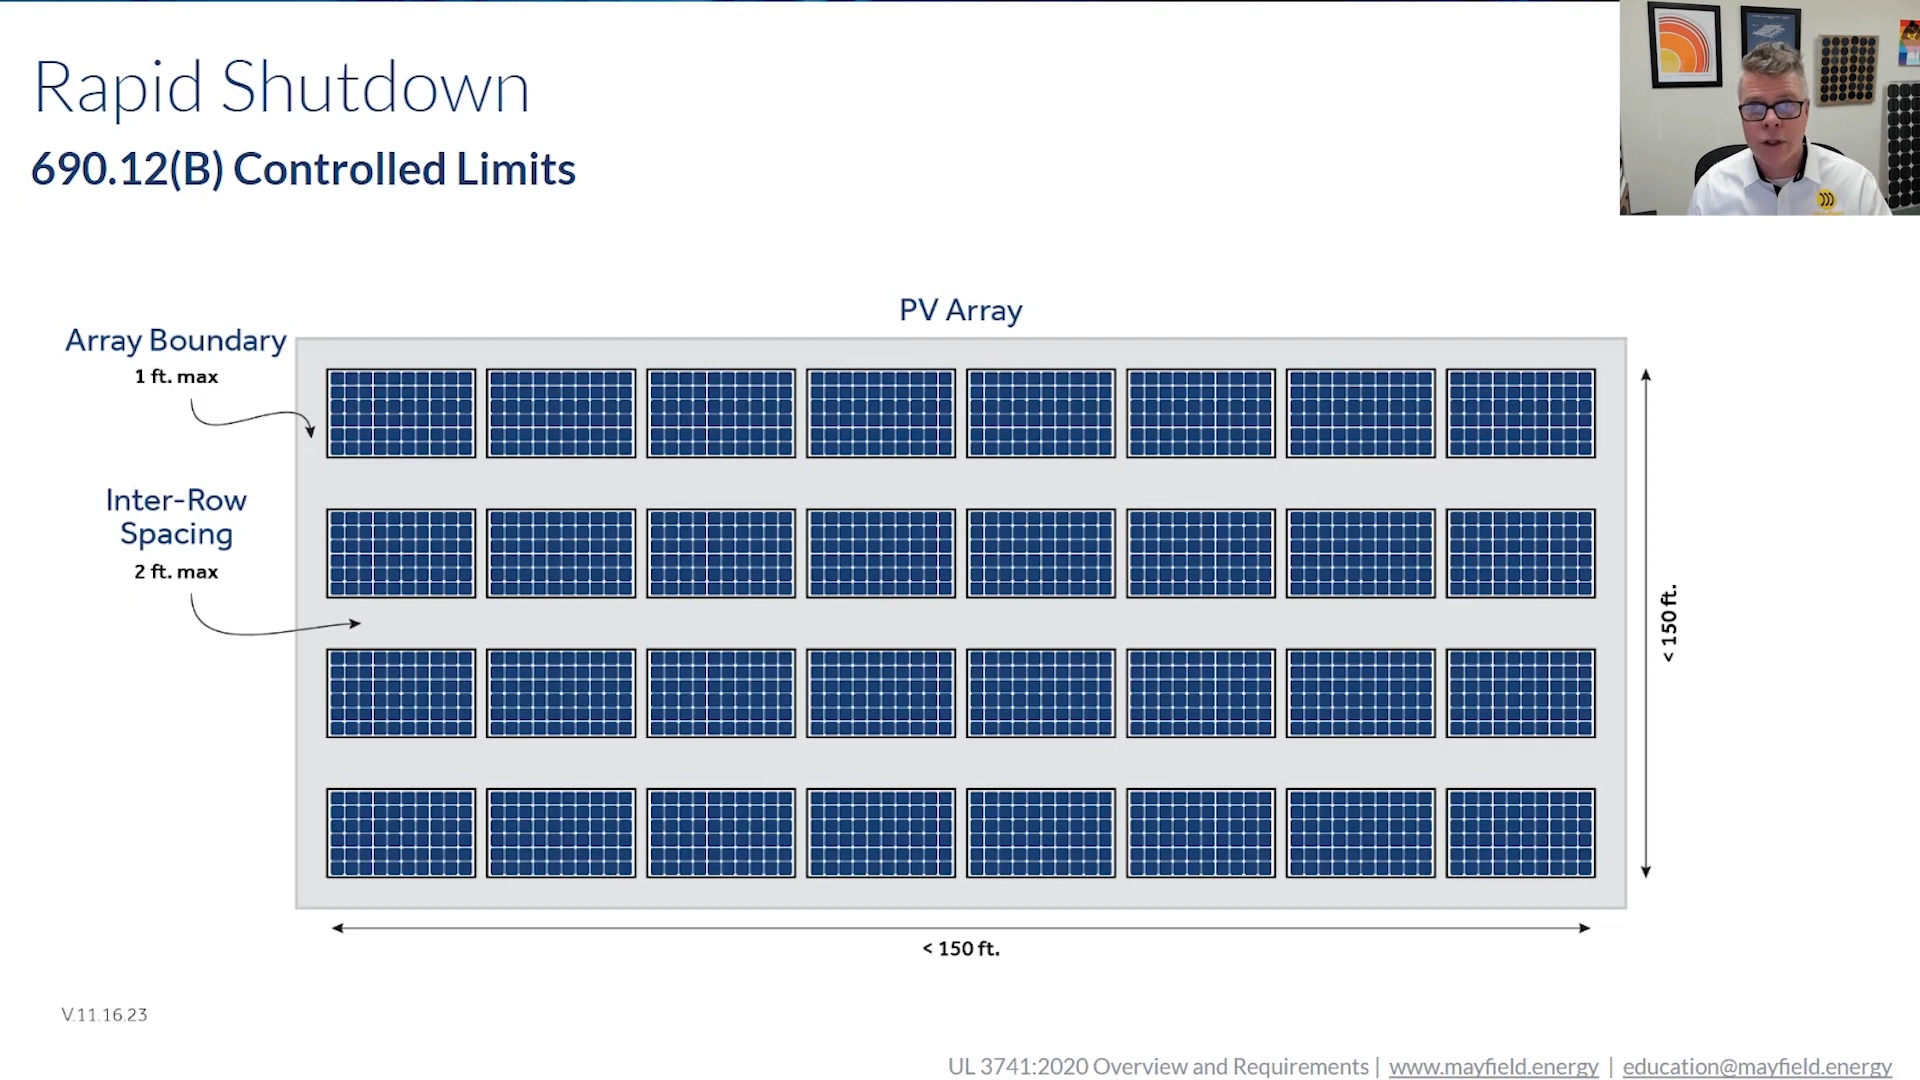 Rapid Shutdown
690.12(B) Controlled Limits
PV Array
Array Boundary
1 ft. max
Inter-Row
Spacing
2 ft. max
< 150 ft.
< 150 ft.
V.11.16.23
UL 3741:2020 Overview and Requirements | www.mayfield.energy | education@mayfield.energy